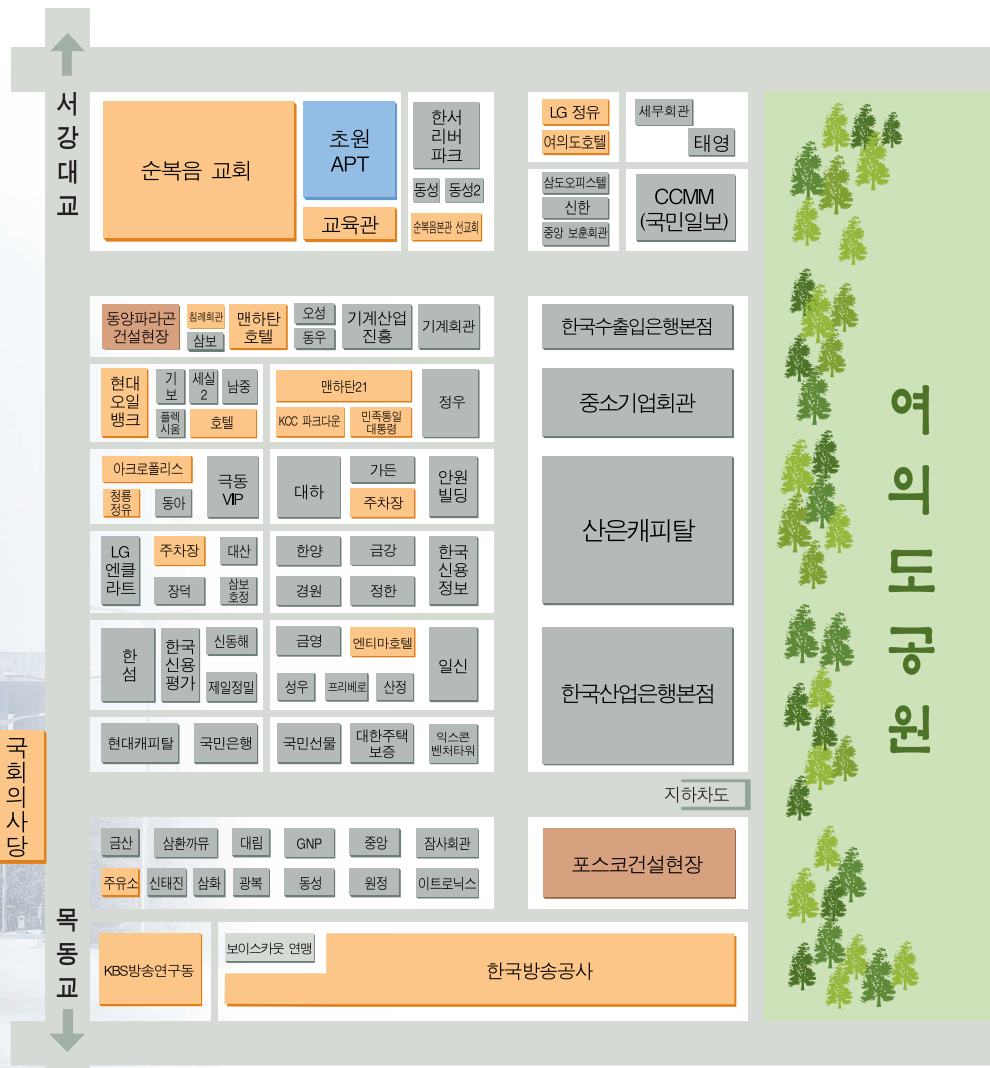 서강대교
순복음 교회
초원
APT
교육관
한서
리버
파크
동성
동성2
순복음본관 선교회
LG 정유
여의도호텔
세무회관
태영
삼도오피스텔
신한
중앙 보훈회관
CCMM
(국민일보)
동양파라곤
건설현장
침례회관
삼보
맨하탄
호텔
오성
동우
기계산업
진흥
기계회관
한국수출입은행본점
현대
오일
뱅크
기
보
세실
2
남중
플렉
시움
호텔
맨하탄21
KCC 파크다운
민족통일
대통령
정우
중소기업회관
아크로폴리스
청룡
정유
동아
극동
VIP
대하
가든
주차장
안원
빌딩
산은캐피탈
LG
엔클
라트
주차장
대산
장덕
삼보
호정
한양
금강
경원
정한
한국
신용
정보
한
섬
한국
신용
평가
신동해
제일정밀
금영
엔티마호텔
성우
프리베로
산정
일신
한국산업은행본점
현대캐피탈
국민은행
국민선물
대한주택
보증
익스콘
벤처타워
지하차도
국회의사당
금산
삼환까뮤
대림
GNP
중앙
잠사회관
주유소
신태진
삼화
광복
동성
원정
이트로닉스
포스코건설현장
목동교
KBS방송연구동
보이스카웃 연맹
한국방송공사
여의도공원